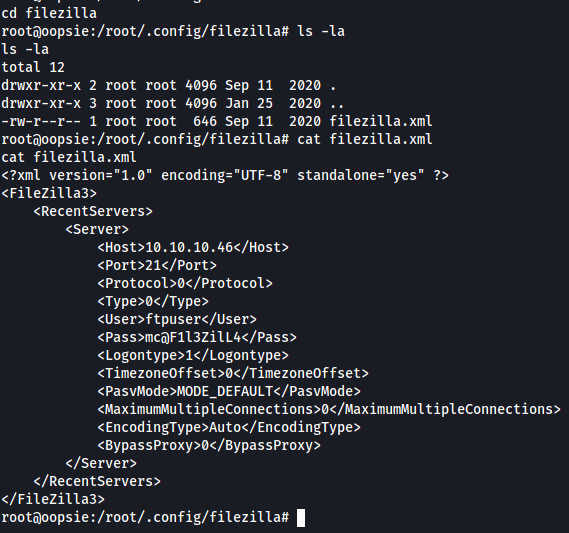 cd filezilla
root@oopsie:/root/.config/filezilla# ls -la
ls -la
total 12
drwxr-xr-x 2 root root 4096 Sep 11  2020 .
drwxr-xr-x 3 root root 4096 Jan 25  2020 ..
-rw-r--r-- 1 root root  646 Sep 11  2020 filezilla.xml
root@oopsie:/root/.config/filezilla# cat filezilla.xml
cat filezilla.xml
<?xml version="1.0" encoding="UTF-8" standalone="yes" ?>
<FileZilla3>
    <RecentServers>
        <Server>
            <Host>10.10.10.46</Host>
            <Port>21</Port>
            <Protocol>0</Protocol>
            <Type>0</Type>
            <User>ftpuser</User>
            <Pass>mc@F1l3ZilL4</Pass>
            <Logontype>1</Logontype>
            <TimezoneOffset>0</TimezoneOffset>
            <PasvMode>MODE_DEFAULT</PasvMode>
            <MaximumMultipleConnections>0</MaximumMultipleConnections>
            <EncodingType>Auto</EncodingType>
            <BypassProxy>0</BypassProxy>
        </Server>
    </RecentServers>
</FileZilla3>
root@oopsie:/root/.config/filezilla#